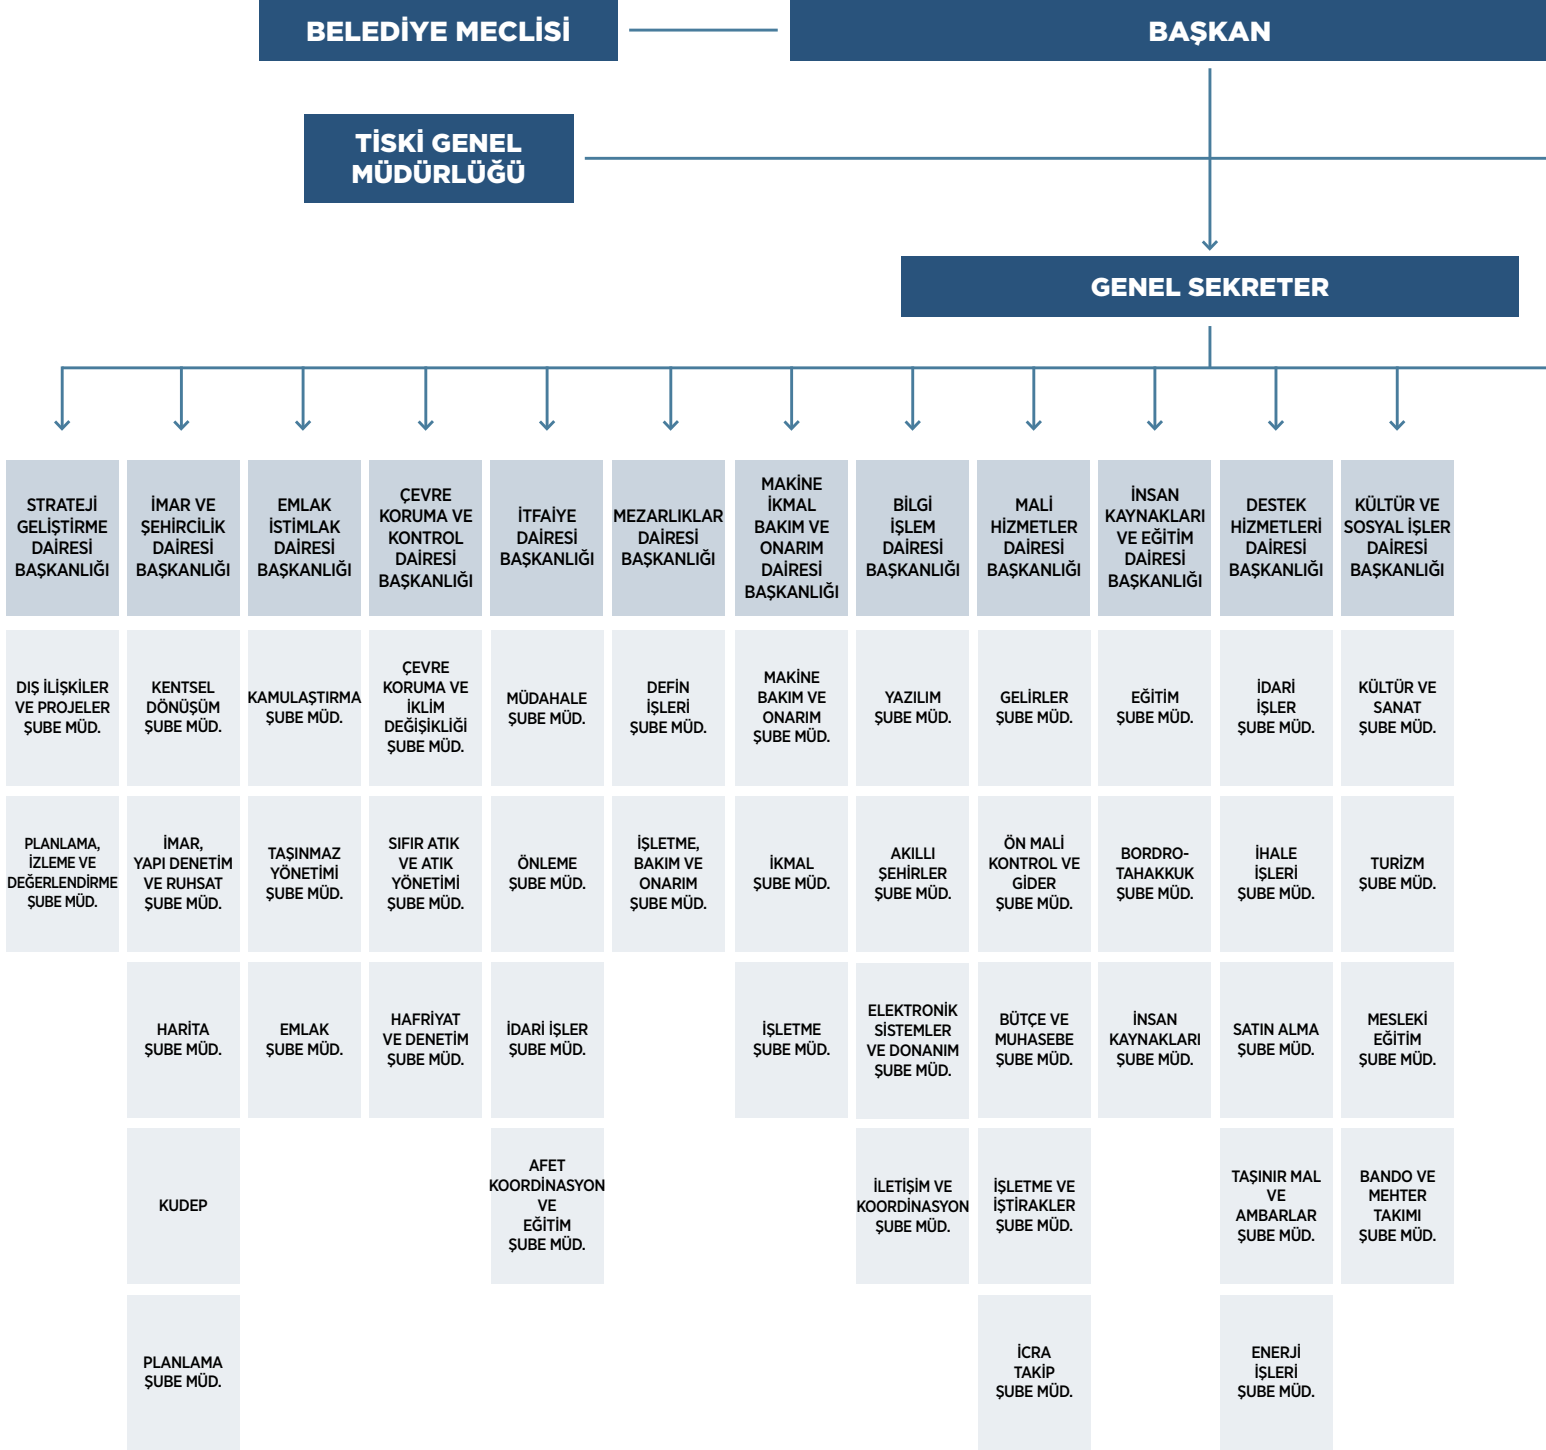 BELEDİYE MECLİSİ
BAŞKAN
TİSKİ GENEL
MÜDÜRLÜĞÜ
GENEL SEKRETER
STRATEJİ
GELİŞTİRME
DAİRESİ
BAŞKANLIĞI
İMAR VE
ŞEHİRCİLİK
DAİRESİ
BAŞKANLIĞI
EMLAK
İSTİMLAK
DAİRESİ
BAŞKANLIĞI
ÇEVRE
KORUMA VE
KONTROL
DAİRESİ
BAŞKANLIĞI
İTFAİYE
DAİRESİ
BAŞKANLIĞI
MEZARLIKLAR
DAİRESİ
BAŞKANLIĞI
MAKİNE
İKMAL
BAKIM VE
ONARIM
DAİRESİ
BAŞKANLIĞI
BİLGİ
İŞLEM
DAİRESİ
BAŞKANLIĞI
MALİ
HİZMETLER
DAİRESİ
BAŞKANLIĞI
İNSAN
KAYNAKLARI
VE EĞİTİM
DAİRESİ
BAŞKANLIĞI
DESTEK
HİZMETLERİ
DAİRESİ
BAŞKANLIĞI
KÜLTÜR VE
SOSYAL İŞLER
DAİRESİ
BAŞKANLIĞI
DIŞ İLİŞKİLER
VE PROJELER
ŞUBE MÜD.
KENTSEL
DÖNÜŞÜM
ŞUBE MÜD.
KAMULAŞTIRMA
ŞUBE MÜD.
ÇEVRE
KORUMA VE
İKLİM
DEĞİŞİKLİĞİ
ŞUBE MÜD.
MÜDAHALE
ŞUBE MÜD.
DEFİN
İŞLERİ
ŞUBE MÜD.
MAKİNE
BAKIM VE
ONARIM
ŞUBE MÜD.
YAZILIM
ŞUBE MÜD.
GELİRLER
ŞUBE MÜD.
EĞİTİM
ŞUBE MÜD.
İDARİ
İŞLER
ŞUBE MÜD.
KÜLTÜR VE
SANAT
ŞUBE MÜD.
PLANLAMA,
İZLEME VE
DEĞERLENDİRME
ŞUBE MÜD.
İMAR,
YAPI DENETİM
VE RUHSAT
ŞUBE MÜD.
TAŞINMAZ
YÖNETİMİ
ŞUBE MÜD.
SIFIR ATIK
VE ATIK
YÖNETİMİ
ŞUBE MÜD.
ÖNLEME
ŞUBE MÜD.
İŞLETME,
BAKIM VE
ONARIM
ŞUBE MÜD.
İKMAL
ŞUBE MÜD.
AKILLI
ŞEHİRLER
ŞUBE MÜD.
ÖN MALİ
KONTROL VE
GİDER
ŞUBE MÜD.
BORDRO-
TAHAKKUK
ŞUBE MÜD.
İHALE
İŞLERİ
ŞUBE MÜD.
TURİZM
ŞUBE MÜD.
HARİTA
ŞUBE MÜD.
EMLAK
ŞUBE MÜD.
HAFRİYAT
VE DENETİM
ŞUBE MÜD.
İDARİ İŞLER
ŞUBE MÜD.
İŞLETME
ŞUBE MÜD.
ELEKTRONİK
SİSTEMLER
VE DONANIM
ŞUBE MÜD.
BÜTÇE VE
MUHASEBE
ŞUBE MÜD.
İNSAN
KAYNAKLARI
ŞUBE MÜD.
SATIN ALMA
ŞUBE MÜD.
MESLEKİ
EĞİTİM
ŞUBE MÜD.
KUDEP
AFET
KOORDİNASYON
VE
EĞİTİM
ŞUBE MÜD.
İLETİŞİM VE
KOORDİNASYON
ŞUBE MÜD.
İŞLETME VE
İŞTİRAKLER
ŞUBE MÜD.
TAŞINIR MAL
VE
AMBARLAR
ŞUBE MÜD.
BANDO VE
MEHTER
TAKIMI
ŞUBE MÜD.
PLANLAMA
ŞUBE MÜD.
İCRA
TAKİP
ŞUBE MÜD.
ENERJİ
İŞLERİ
ŞUBE MÜD.